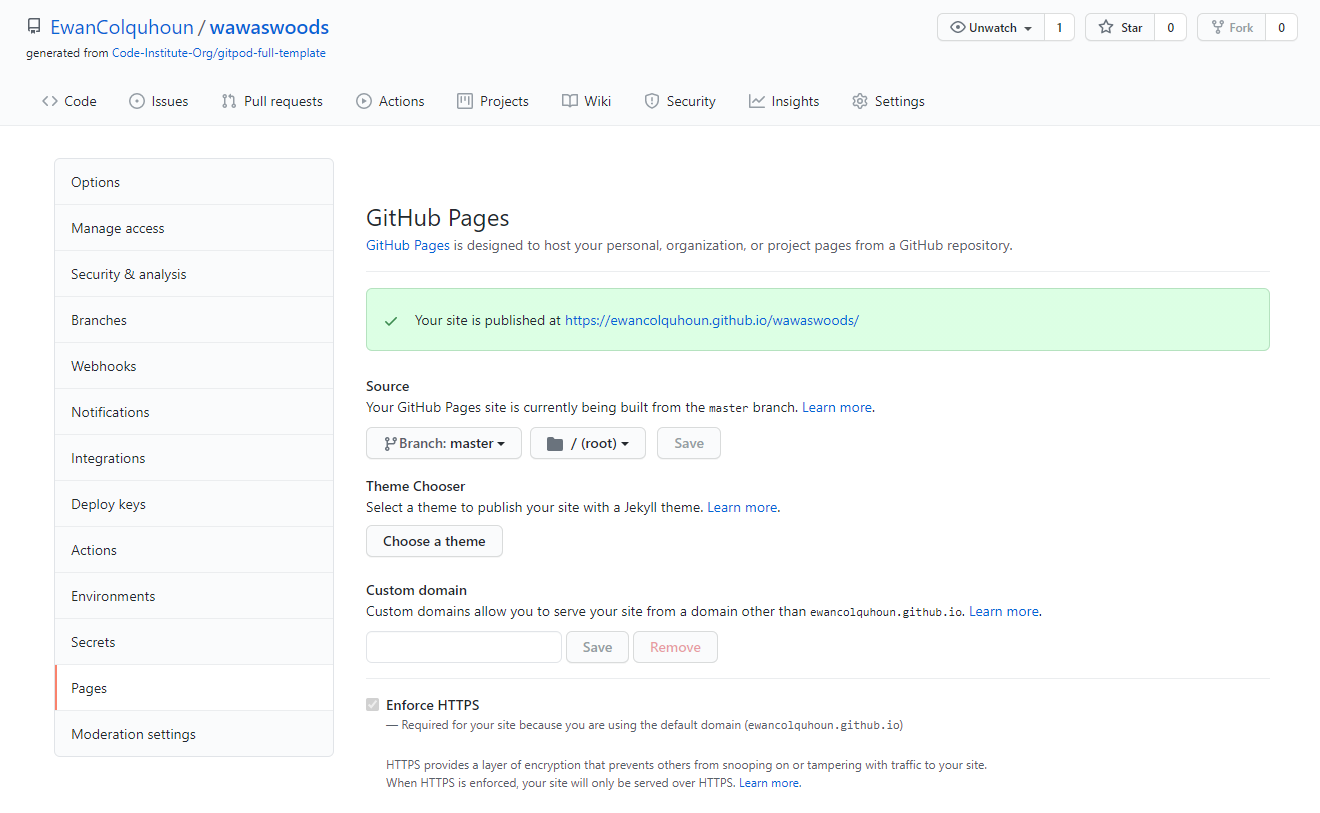 EwanColquhoun / wawaswoods
Unwatch 1 Star 0 Fork 0
generated from Code-Institute-Org/gitpod-full-template
Code Issues Pull requests Actions Projects Wiki Security Insights Settings
Options
Manage access
Security & analysis
Branches
Webhooks
Notifications
Integrations
Deploy keys
Actions
Environments
Secrets
Pages
Moderation settings
GitHub Pages
GitHub Pages is designed to host your personal, organization, or project pages from a GitHub repository.
Your site is published at https://ewancolquhoun.github.io/wawaswoods/
Source
Your GitHub Pages site is currently being built from the master branch. Learn more.
Branch: master / (root) Save
Theme Chooser
Select a theme to publish your site with a Jekyll theme. Learn more.
Choose a theme
Custom domain
Custom domains allow you to serve your site from a domain other than ewancolquhoun.github.io. Learn more.
Save Remove
Enforce HTTPS
— Required for your site because you are using the default domain (ewancolquhoun.github.io)
HTTPS provides a layer of encryption that prevents others from snooping on or tampering with traffic to your site.
When HTTPS is enforced, your site will only be served over HTTPS. Learn more.